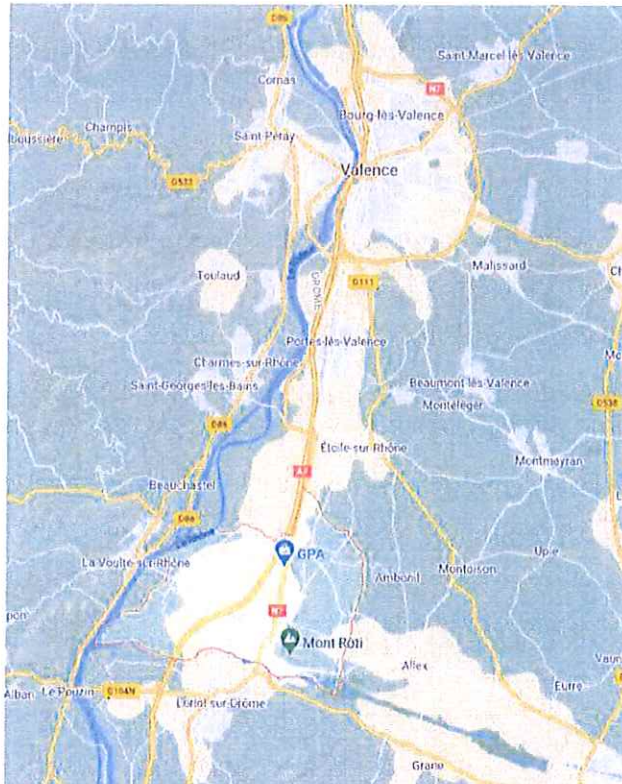 D86
Saint-Marcel-lès-Valence
Cornas
N7
Bourg-lès-Valence
Champis
Saint-Péray
D533
Valence
Toulaud
Malissard
D111
DROME
Portes-lès-Valence
Charmes-sur-Rhône
Saint-Georges-les-Bains
Beaumont-lès-Valence
Montéléger
D538
D86
Étoile-sur-Rhône
Montmeyran
A7
Beauchastel
D86
GPA
Upie
La Voulte-sur-Rhône
Ambonil
Montoison
N7
Mont Rôti
Allex
Eurre
Le Pouzin
D104N
Livron sur-Drôme
Grane